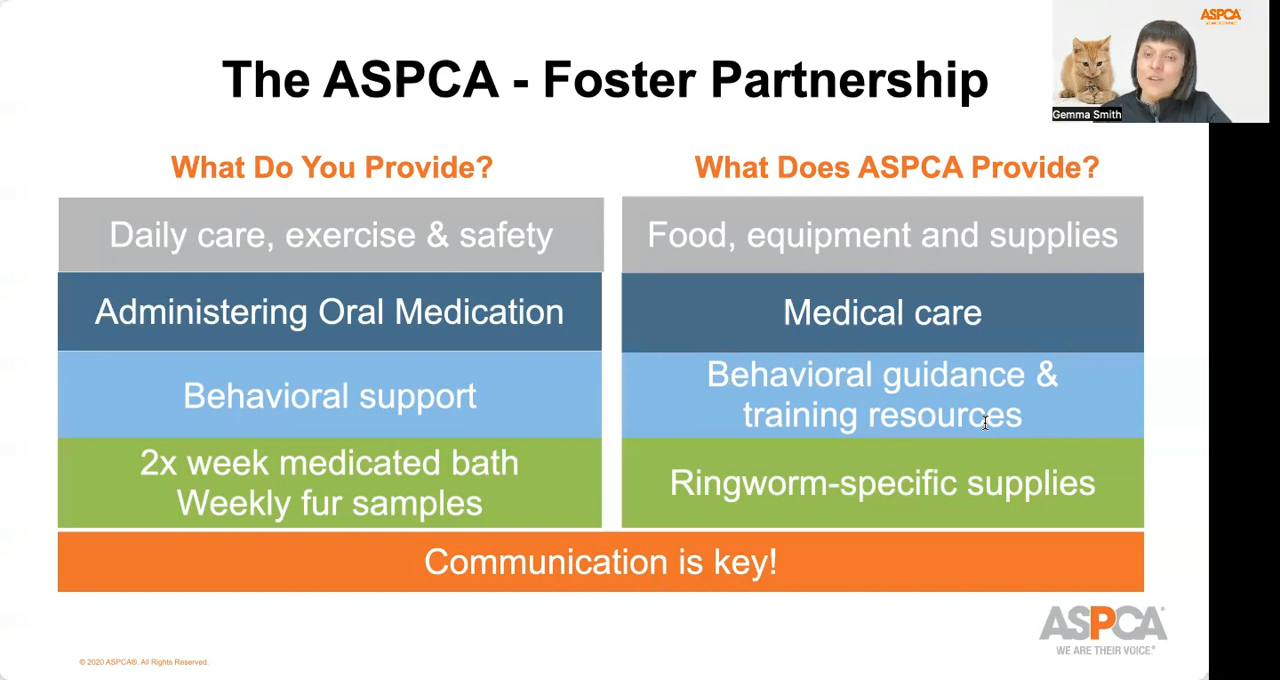 The ASPCA - Foster Partnership
ASPCA
Gemma Smith
What Do You Provide?
What Does ASPCA Provide?
Daily care, exercise & safety
Food, equipment and supplies
Administering Oral Medication
Medical care
Behavioral support
Behavioral guidance &
training resources
2x week medicated bath
Weekly fur samples
Ringworm-specific supplies
Communication is key!
ASPCA®
WE ARE THEIR VOICE.®
© 2020 ASPCA®. All Rights Reserved.